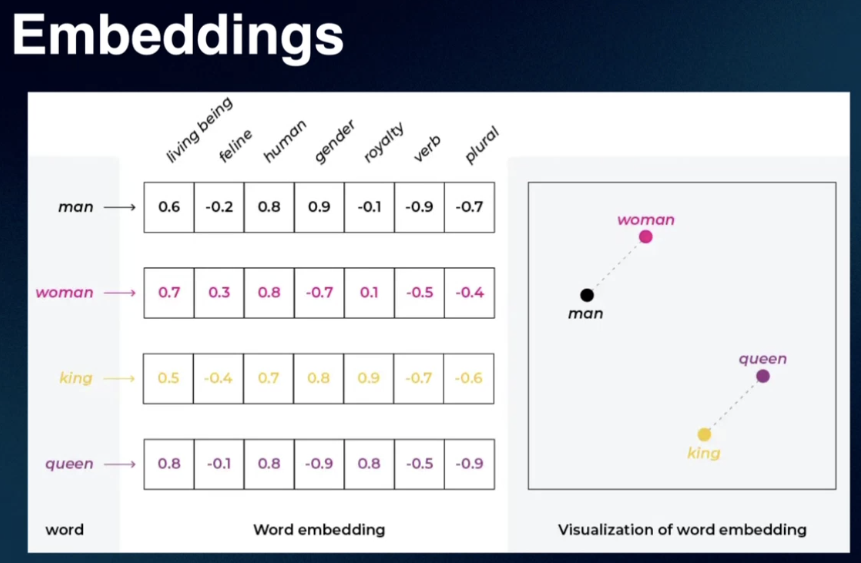 Embeddings
living being feline human gender royalty verb plural
man 0.6 -0.2 0.8 0.9 -0.1 -0.9 -0.7
woman 0.7 0.3 0.8 -0.7 0.1 -0.5 -0.4
king 0.5 -0.4 0.7 0.8 0.9 -0.7 -0.6
queen 0.8 -0.1 0.8 -0.9 0.8 -0.5 -0.9
word Word embedding
woman
man
queen
king
Visualization of word embedding